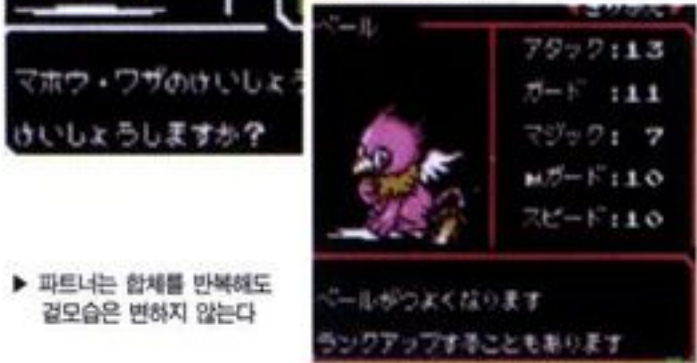 マホウ・ワザのけいしょう
けいしょうしますか?
▶ 파트너는 합체를 반복해도
겉모습은 변하지 않는다
ベール
アタック:13
ガード :11
マジック: 7
Mガード:10
スピード:10
ベールがつよくなります
ランクアップすることもあります